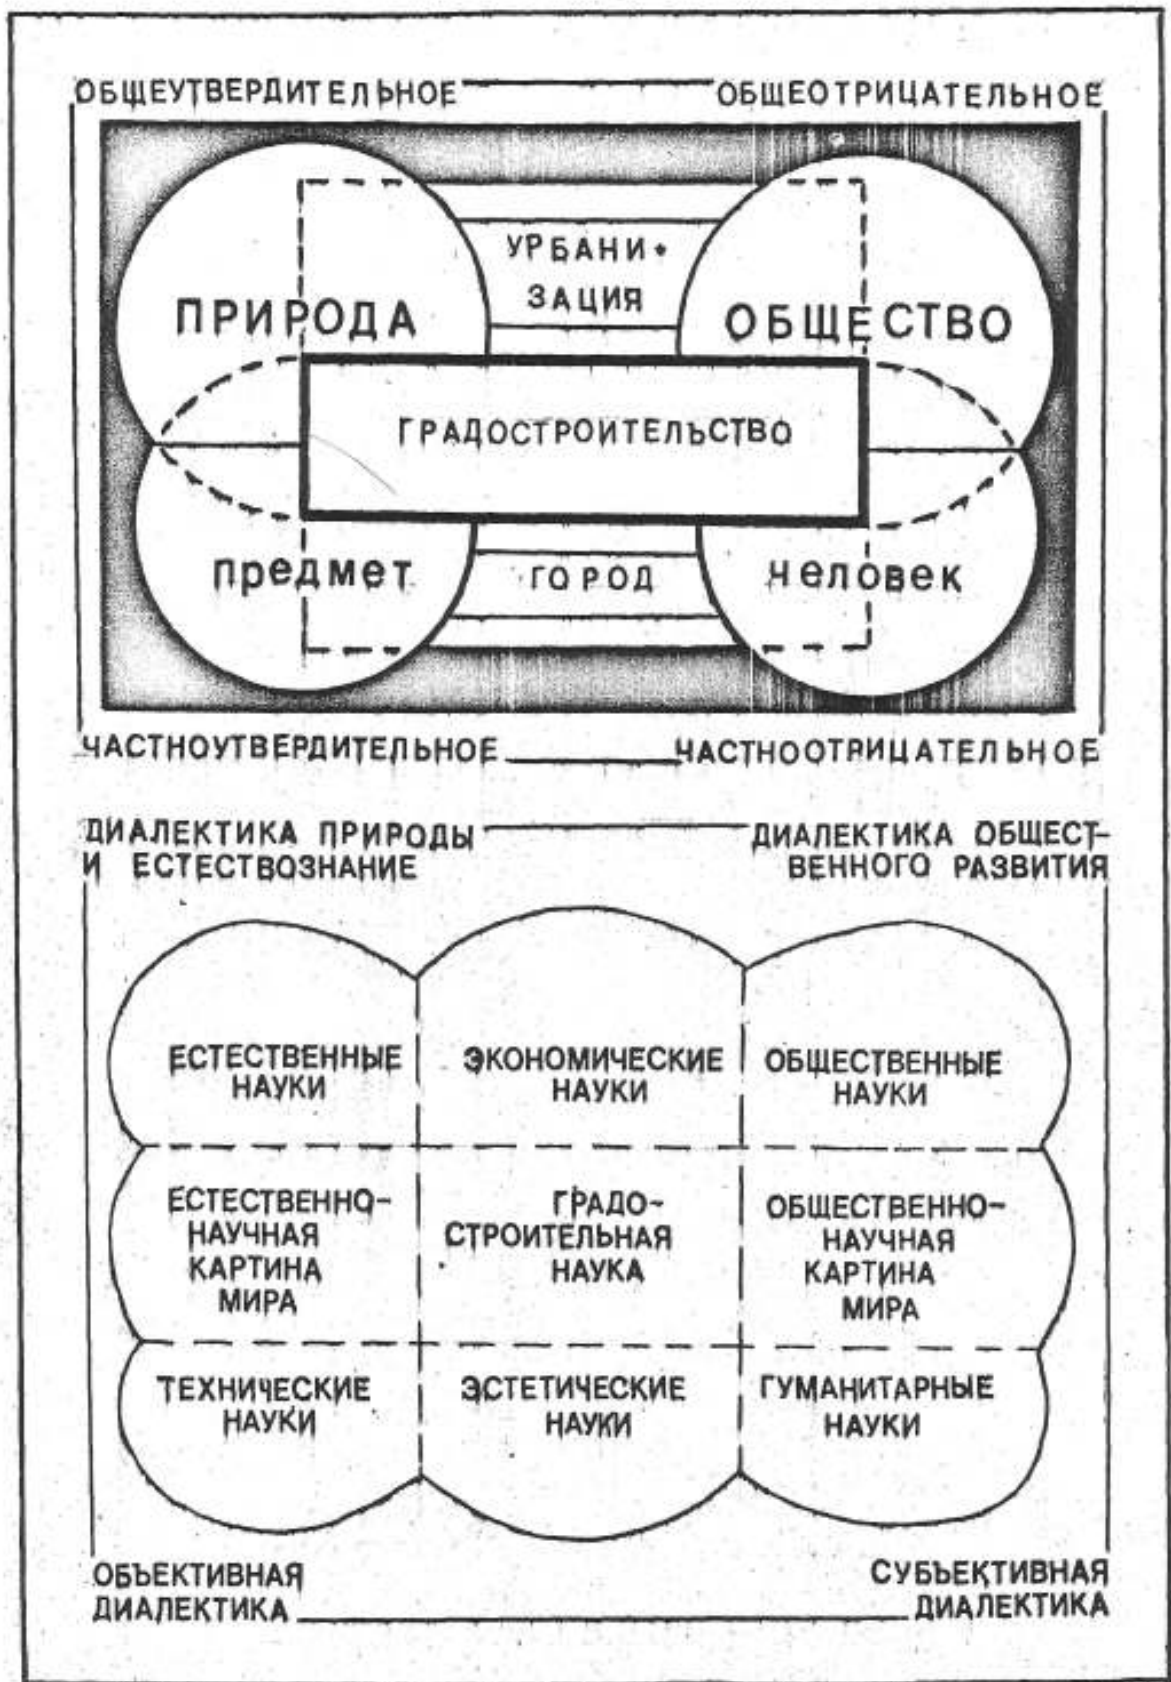 ОБЩЕУТВЕРДИТЕЛЬНОЕ ОБЩЕОТРИЦАТЕЛЬНОЕ
УРБАНИ-
ЗАЦИЯ
ПРИРОДА ОБЩЕСТВО
ГРАДОСТРОИТЕЛЬСТВО
предмет ГОРОД человек
ЧАСТНОУТВЕРДИТЕЛЬНОЕ ЧАСТНООТРИЦАТЕЛЬНОЕ
ДИАЛЕКТИКА ПРИРОДЫ
И ЕСТЕСТВОЗНАНИЕ
ДИАЛЕКТИКА ОБЩЕСТ-
ВЕННОГО РАЗВИТИЯ
ЕСТЕСТВЕННЫЕ
НАУКИ
ЭКОНОМИЧЕСКИЕ
НАУКИ
ОБЩЕСТВЕННЫЕ
НАУКИ
ЕСТЕСТВЕННО-
НАУЧНАЯ
КАРТИНА
МИРА
ГРАДО-
СТРОИТЕЛЬНАЯ
НАУКА
ОБЩЕСТВЕННО-
НАУЧНАЯ
КАРТИНА
МИРА
ТЕХНИЧЕСКИЕ
НАУКИ
ЭСТЕТИЧЕСКИЕ
НАУКИ
ГУМАНИТАРНЫЕ
НАУКИ
ОБЪЕКТИВНАЯ
ДИАЛЕКТИКА
СУБЪЕКТИВНАЯ
ДИАЛЕКТИКА